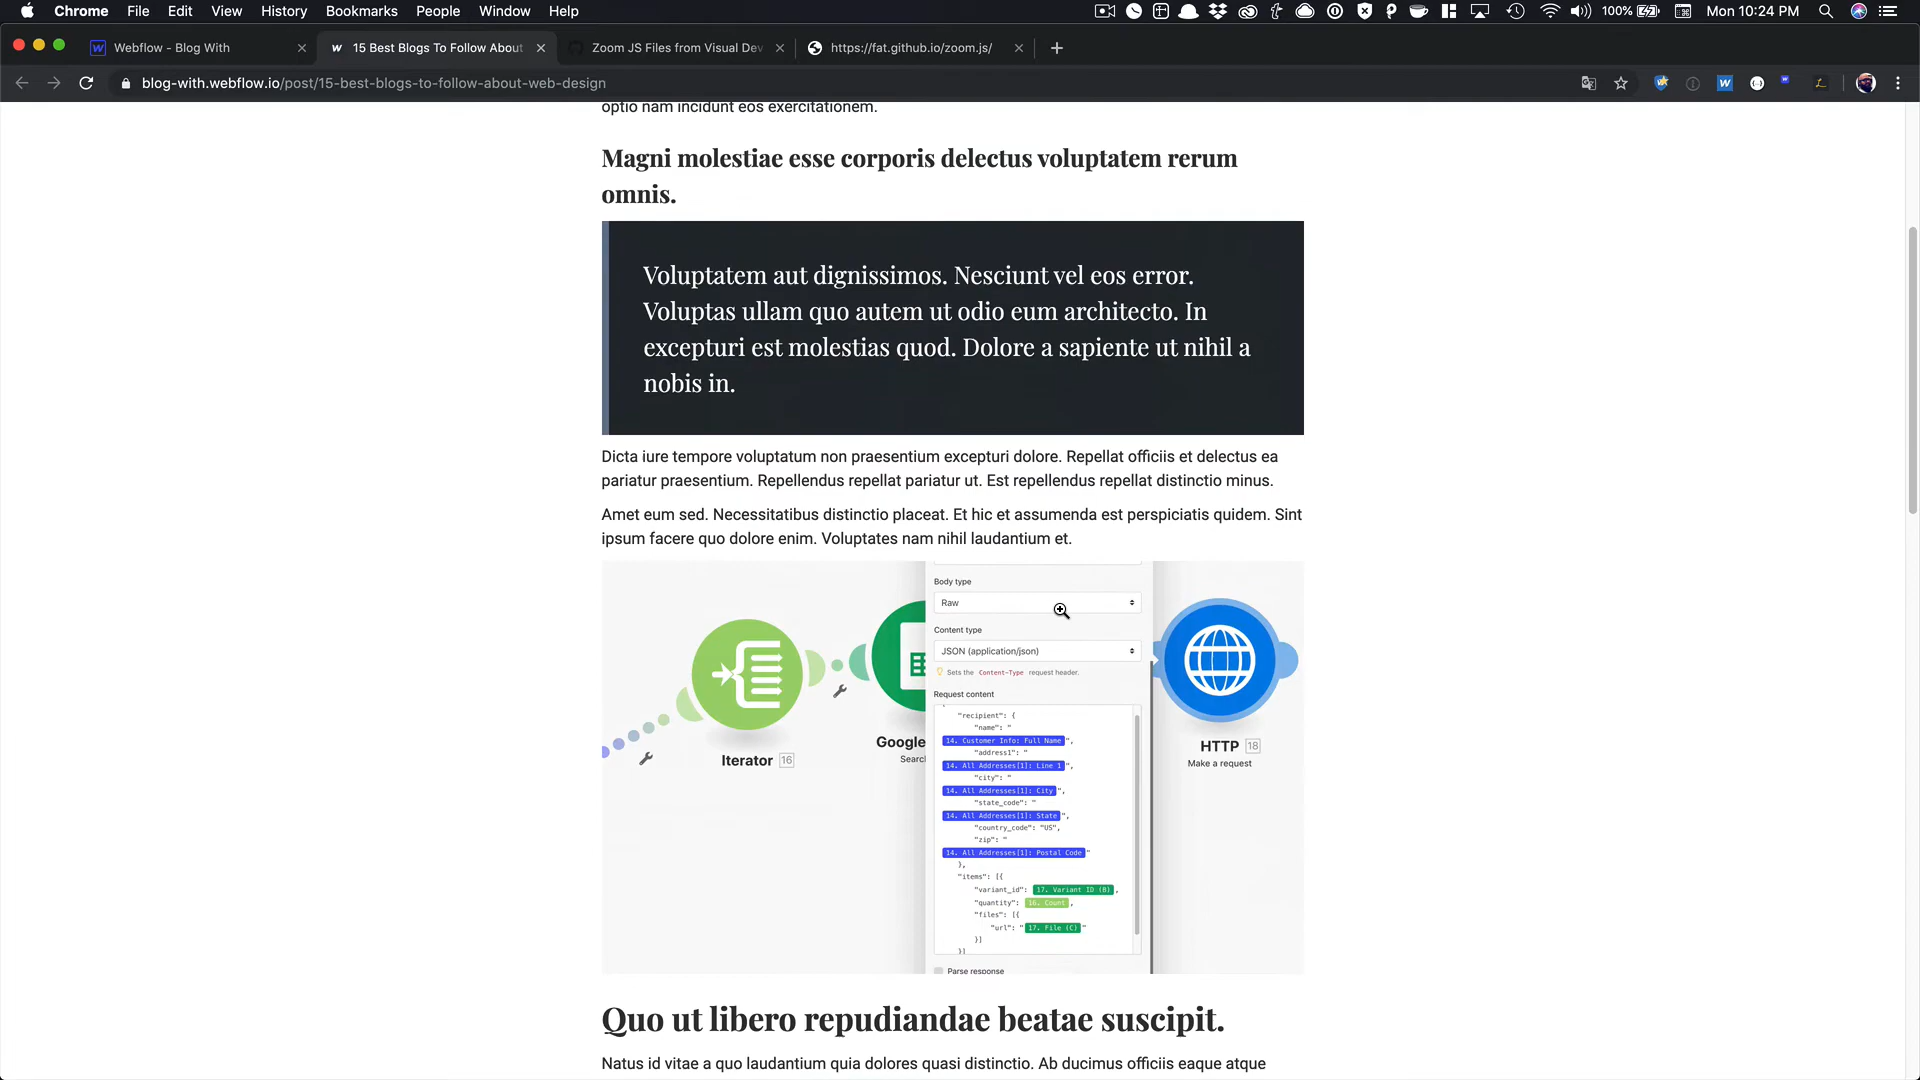 Chrome File Edit View History Bookmarks People Window Help 100% Mon 10:24 PM
Webflow - Blog With
15 Best Blogs To Follow About
Zoom JS Files from Visual Dev
https://fat.github.io/zoom.js/
blog-with.webflow.io/post/15-best-blogs-to-follow-about-web-design
optio nam incidunt eos exercitationem.
Magni molestiae esse corporis delectus voluptatem rerum
omnis.
Voluptatem aut dignissimos. Nesciunt vel eos error.
Voluptas ullam quo autem ut odio eum architecto. In
excepturi est molestias quod. Dolore a sapiente ut nihil a
nobis in.
Dicta iure tempore voluptatum non praesentium excepturi dolore. Repellat officiis et delectus ea
pariatur praesentium. Repellendus repellat pariatur ut. Est repellendus repellat distinctio minus.
Amet eum sed. Necessitatibus distinctio placeat. Et hic et assumenda est perspiciatis quidem. Sint
ipsum facere quo dolore enim. Voluptates nam nihil laudantium et.
Iterator 16
Google
Searc
Body type
Raw
Content type
JSON (application/json)
Sets the Content-Type request header.
Request content
"recipient": {
"name": "
14. Customer Info: Full Name",
"address1": "
14. All Addresses[1]: Line 1",
"city": "
14. All Addresses[1]: City",
"state_code": "
14. All Addresses[1]: State",
"country_code": "US",
"zip": "
14. All Addresses[1]: Postal Code"
},
"items": [{
"variant_id": 17. Variant ID (B),
"quantity": 16. Count,
"files": [{
"url": "17. File (C)"
}]
}]
Parse response
HTTP 18
Make a request
Quo ut libero repudiandae beatae suscipit.
Natus id vitae a quo laudantium quia dolores quasi distinctio. Ab ducimus officiis eaque atque